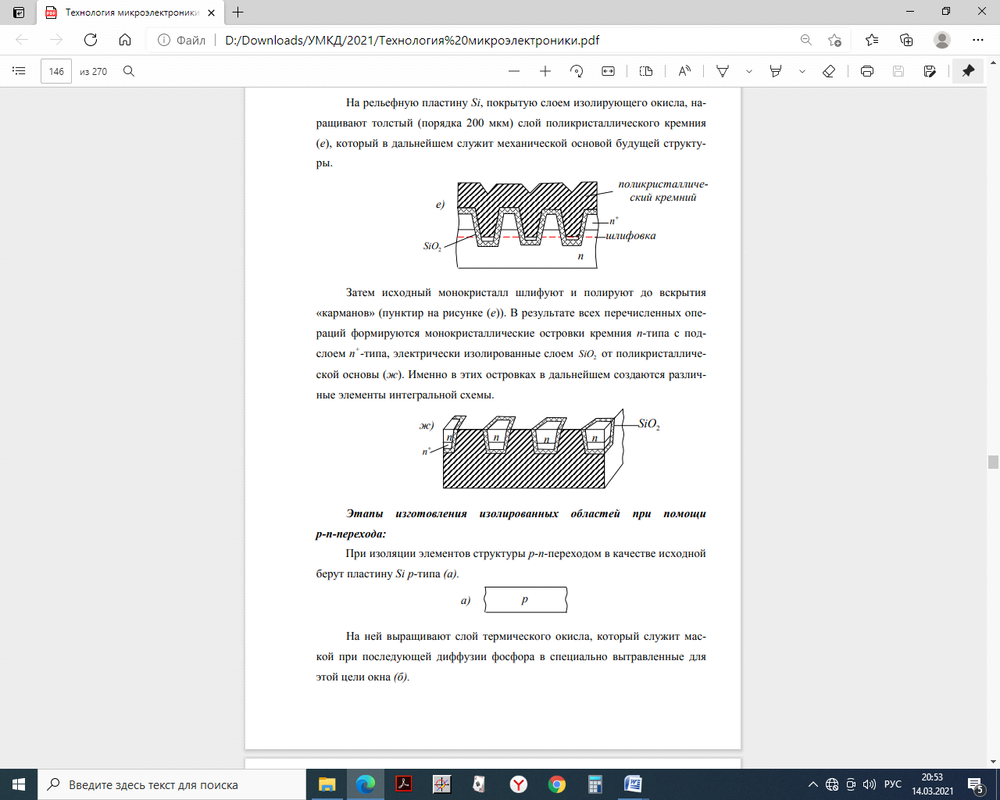 Технология микроэлектроники
Файл
D:/Downloads/УМКД/2021/Технология%20микроэлектроники.pdf
146 из 270
На рельефную пластину Si, покрытую слоем изолирующего окисла, на-
ращивают толстый (порядка 200 мкм) слой поликристаллического кремния
(е), который в дальнейшем служит механической основой будущей структу-
ры.
поликристалличе-
ский кремний
е)
n+
шлифовка
SiO2
n
Затем исходный монокристалл шлифуют и полируют до вскрытия
«карманов» (пунктир на рисунке (е)). В результате всех перечисленных опе-
раций формируются монокристаллические островки кремния n-типа с под-
слоем n+-типа, электрически изолированные слоем SiO2 от поликристалличе-
ской основы (ж). Именно в этих островках в дальнейшем создаются различ-
ные элементы интегральной схемы.
ж)
SiO2
n n n n
n+
Этапы изготовления изолированных областей при помощи
p-n-перехода:
При изоляции элементов структуры p-n-переходом в качестве исходной
берут пластину Si p-типа (а).
а) p
На ней выращивают слой термического окисла, который служит мас-
кой при последующей диффузии фосфора в специально вытравленные для
этой цели окна (б).
Введите здесь текст для поиска
РУС
20:53
14.03.2021
5